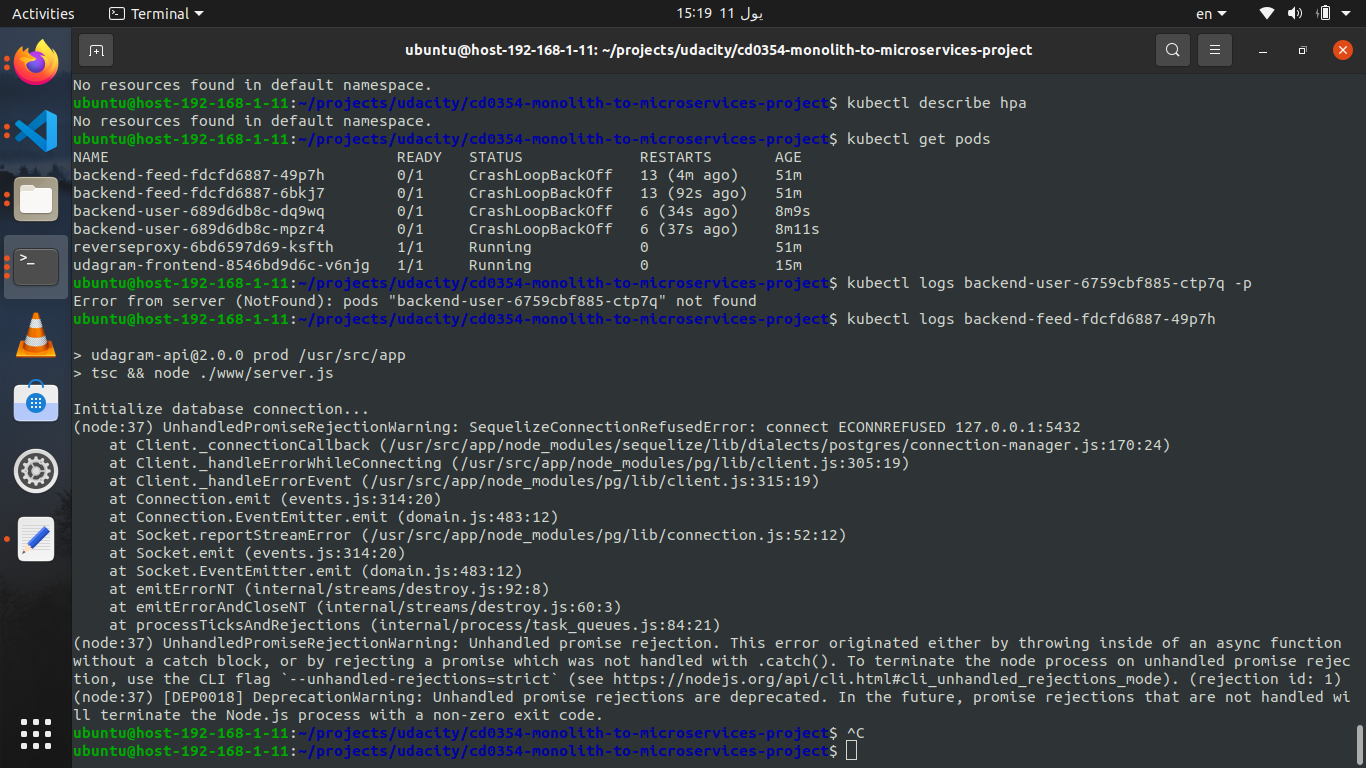 Activities
Terminal
15:19 11 يول
en
ubuntu@host-192-168-1-11: ~/projects/udacity/cd0354-monolith-to-microservices-project
No resources found in default namespace.
ubuntu@host-192-168-1-11:~/projects/udacity/cd0354-monolith-to-microservices-project$ kubectl describe hpa
No resources found in default namespace.
ubuntu@host-192-168-1-11:~/projects/udacity/cd0354-monolith-to-microservices-project$ kubectl get pods
NAME READY STATUS RESTARTS AGE
backend-feed-fdcfd6887-49p7h 0/1 CrashLoopBackOff 13 (4m ago) 51m
backend-feed-fdcfd6887-6bkj7 0/1 CrashLoopBackOff 13 (92s ago) 51m
backend-user-689d6db8c-dq9wq 0/1 CrashLoopBackOff 6 (34s ago) 8m9s
backend-user-689d6db8c-mpzr4 0/1 CrashLoopBackOff 6 (37s ago) 8m11s
reverseproxy-6bd6597d69-ksfth 1/1 Running 0 51m
udagram-frontend-8546bd9d6c-v6njg 1/1 Running 0 15m
ubuntu@host-192-168-1-11:~/projects/udacity/cd0354-monolith-to-microservices-project$ kubectl logs backend-user-6759cbf885-ctp7q -p
Error from server (NotFound): pods "backend-user-6759cbf885-ctp7q" not found
ubuntu@host-192-168-1-11:~/projects/udacity/cd0354-monolith-to-microservices-project$ kubectl logs backend-feed-fdcfd6887-49p7h
> udagram-api@2.0.0 prod /usr/src/app
> tsc && node ./www/server.js
Initialize database connection...
(node:37) UnhandledPromiseRejectionWarning: SequelizeConnectionRefusedError: connect ECONNREFUSED 127.0.0.1:5432
at Client._connectionCallback (/usr/src/app/node_modules/sequelize/lib/dialects/postgres/connection-manager.js:170:24)
at Client._handleErrorWhileConnecting (/usr/src/app/node_modules/pg/lib/client.js:305:19)
at Client._handleErrorEvent (/usr/src/app/node_modules/pg/lib/client.js:315:19)
at Connection.emit (events.js:314:20)
at Connection.EventEmitter.emit (domain.js:483:12)
at Socket.reportStreamError (/usr/src/app/node_modules/pg/lib/connection.js:52:12)
at Socket.emit (events.js:314:20)
at Socket.EventEmitter.emit (domain.js:483:12)
at emitErrorNT (internal/streams/destroy.js:92:8)
at emitErrorAndCloseNT (internal/streams/destroy.js:60:3)
at processTicksAndRejections (internal/process/task_queues.js:84:21)
(node:37) UnhandledPromiseRejectionWarning: Unhandled promise rejection. This error originated either by throwing inside of an async function
without a catch block, or by rejecting a promise which was not handled with .catch(). To terminate the node process on unhandled promise rejec
tion, use the CLI flag `--unhandled-rejections=strict` (see https://nodejs.org/api/cli.html#cli_unhandled_rejections_mode). (rejection id: 1)
(node:37) [DEP0018] DeprecationWarning: Unhandled promise rejections are deprecated. In the future, promise rejections that are not handled wi
ll terminate the Node.js process with a non-zero exit code.
ubuntu@host-192-168-1-11:~/projects/udacity/cd0354-monolith-to-microservices-project$ ^C
ubuntu@host-192-168-1-11:~/projects/udacity/cd0354-monolith-to-microservices-project$